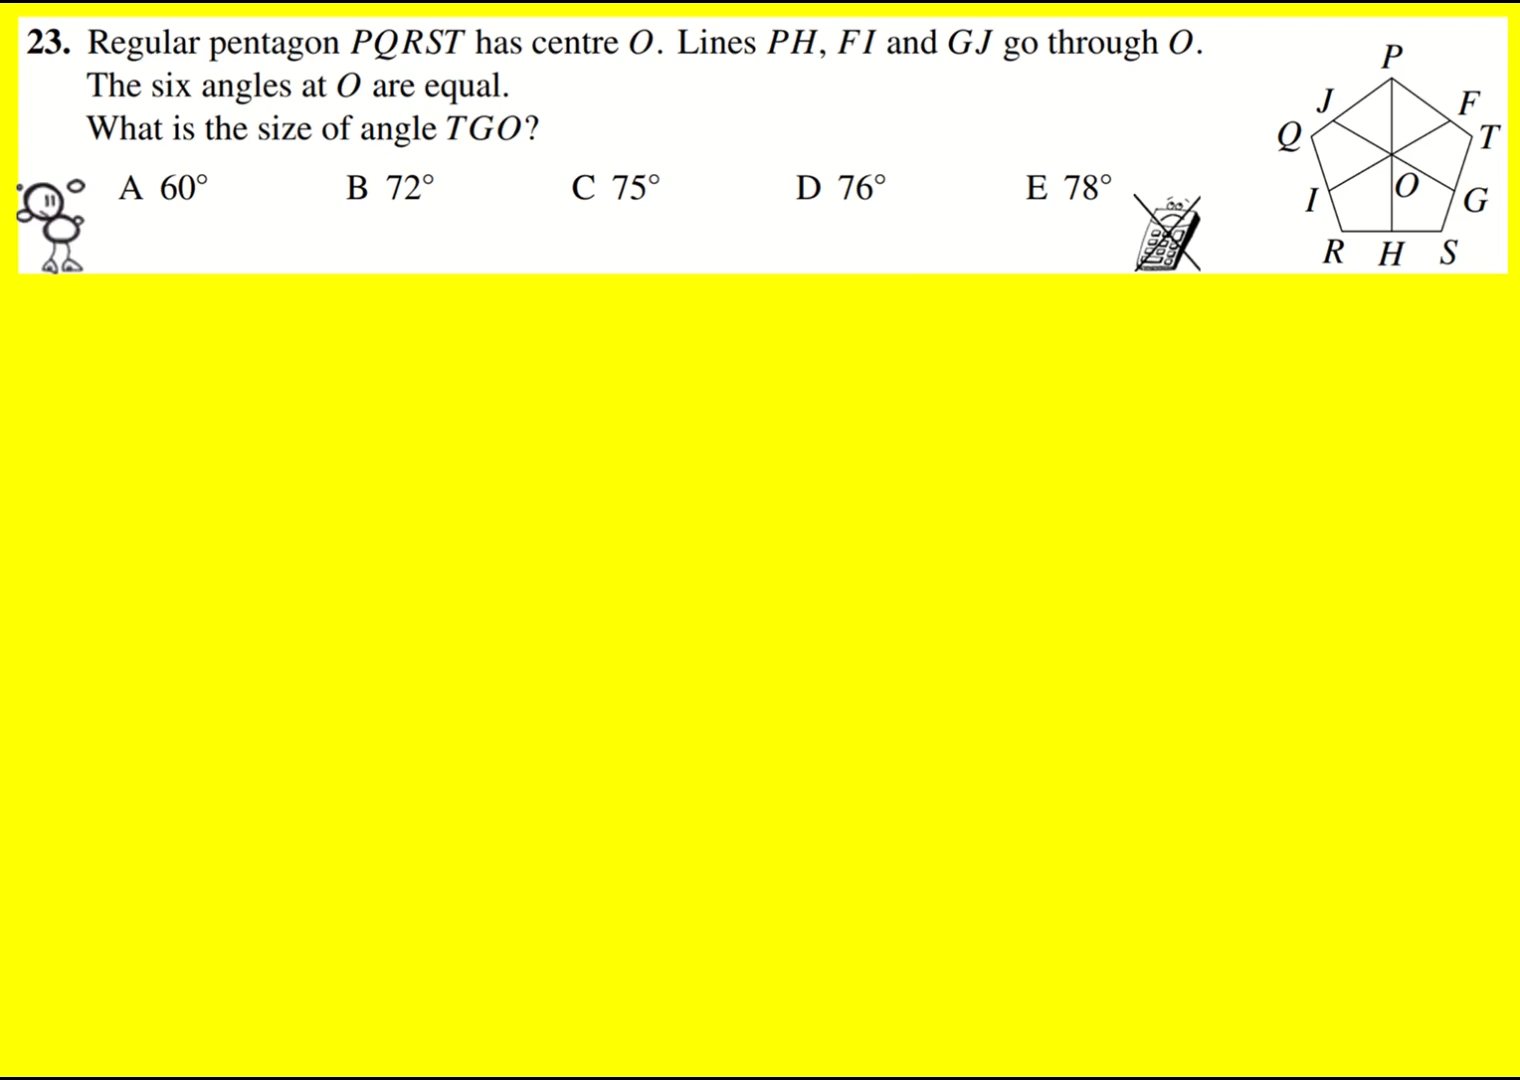 23. Regular pentagon PQRST has centre O. Lines PH, FI and GJ go through O.
The six angles at O are equal.
What is the size of angle TGO?
A 60° B 72° C 75° D 76° E 78°
P
J F
Q T
O
I G
R H S